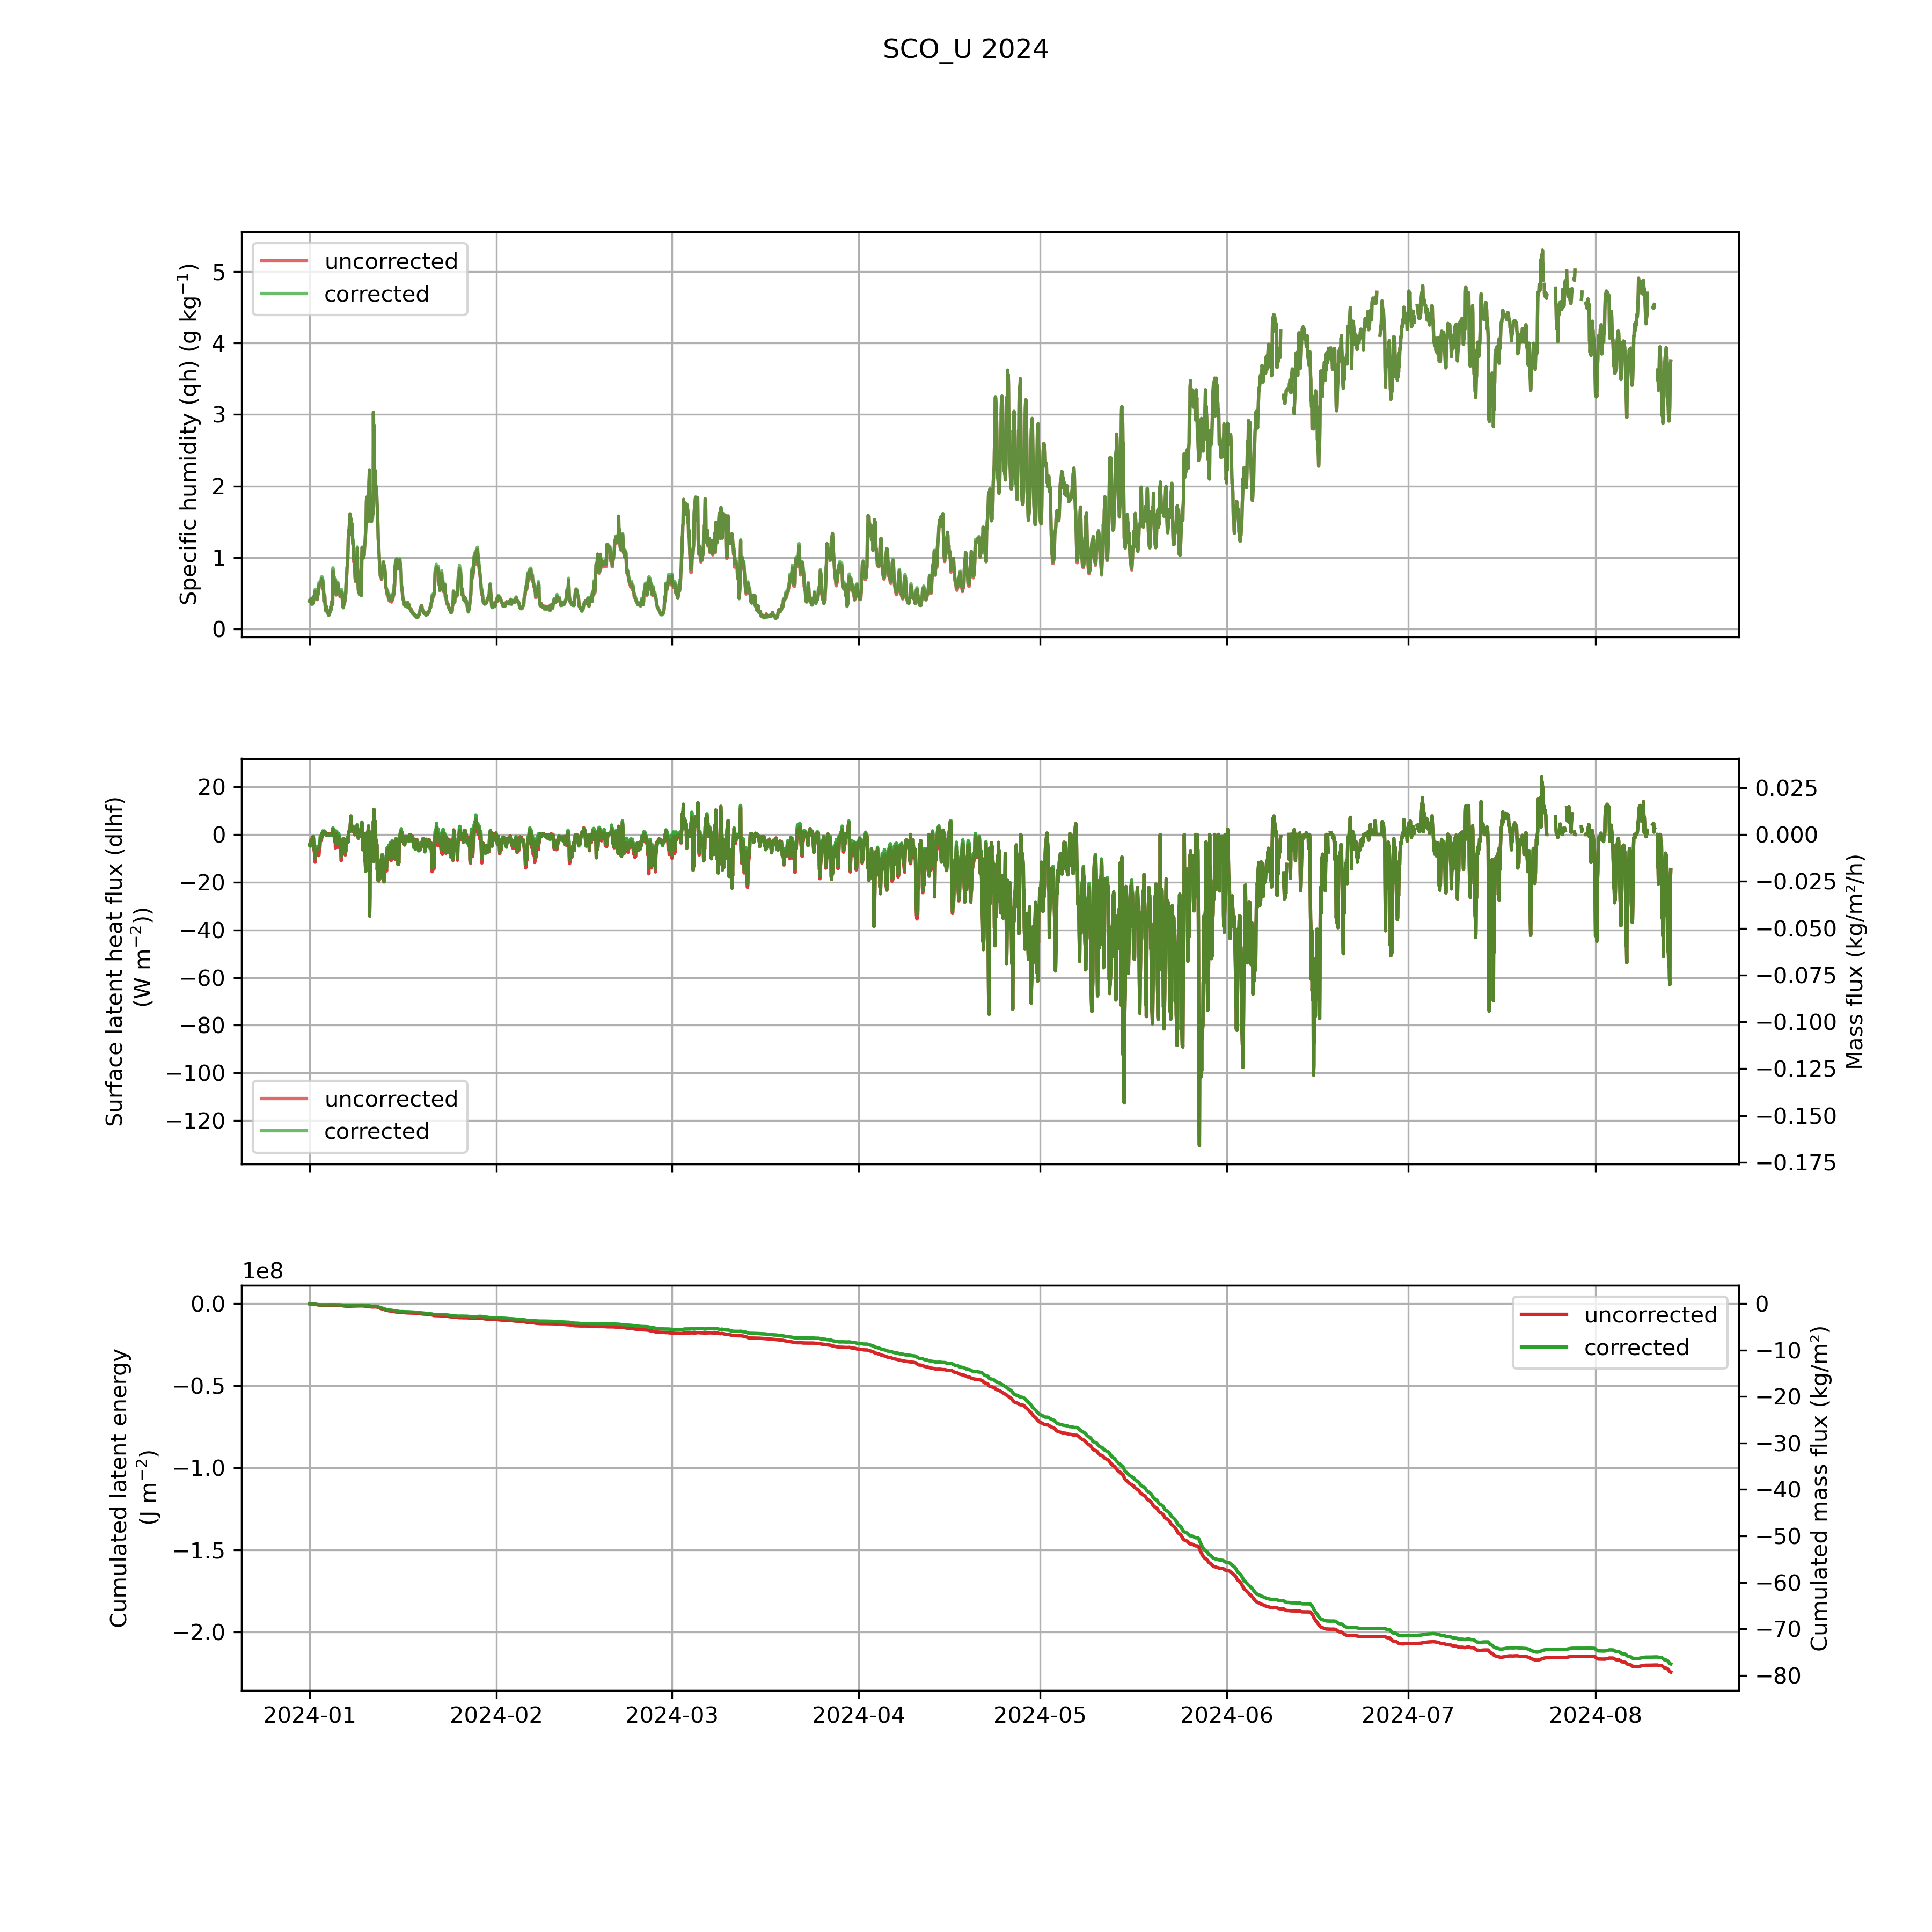 SCO_U 2024
Specific humidity (qh) (g kg⁻¹)
5
4
3
2
1
0
uncorrected
corrected
Surface latent heat flux (dlhf)
(W m⁻²))
20
0
−20
−40
−60
−80
−100
−120
uncorrected
corrected
0.025
0.000
−0.025
−0.050
−0.075
−0.100
−0.125
−0.150
−0.175
Mass flux (kg/m²/h)
1e8
Cumulated latent energy
(J m⁻²)
0.0
−0.5
−1.0
−1.5
−2.0
uncorrected
corrected
0
−10
−20
−30
−40
−50
−60
−70
−80
Cumulated mass flux (kg/m²)
2024-01 2024-02 2024-03 2024-04 2024-05 2024-06 2024-07 2024-08